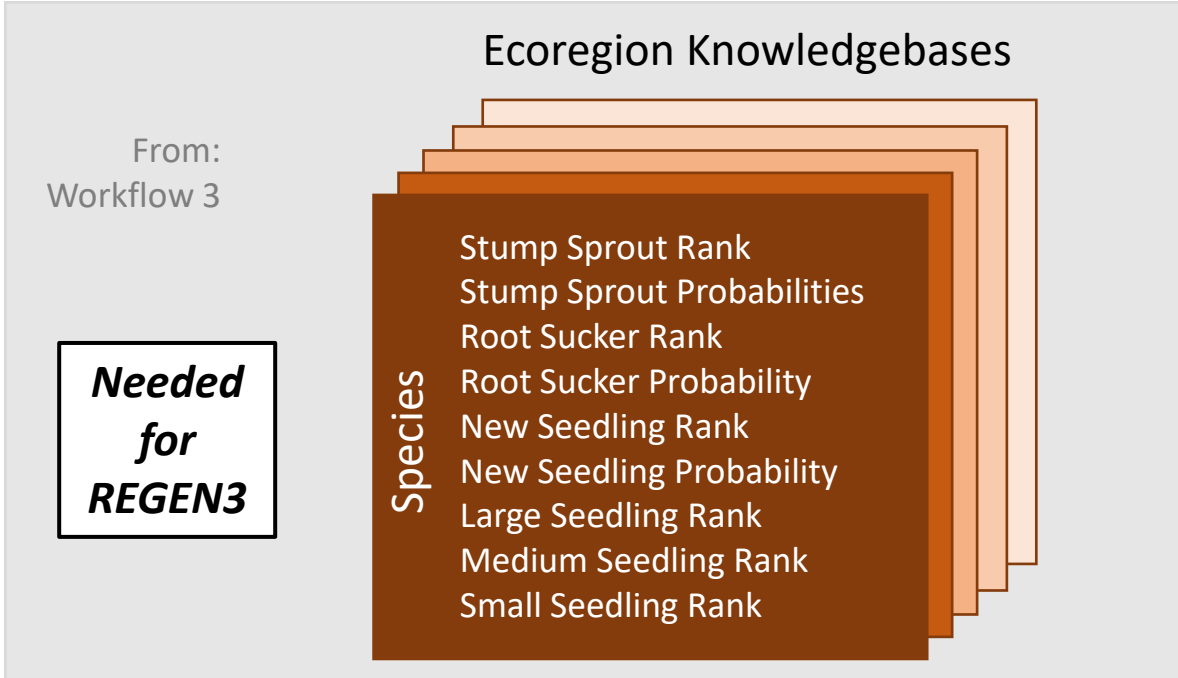 Ecoregion Knowledgebases
From:
Workflow 3
Needed
for
REGEN3
Species
Stump Sprout Rank
Stump Sprout Probabilities
Root Sucker Rank
Root Sucker Probability
New Seedling Rank
New Seedling Probability
Large Seedling Rank
Medium Seedling Rank
Small Seedling Rank